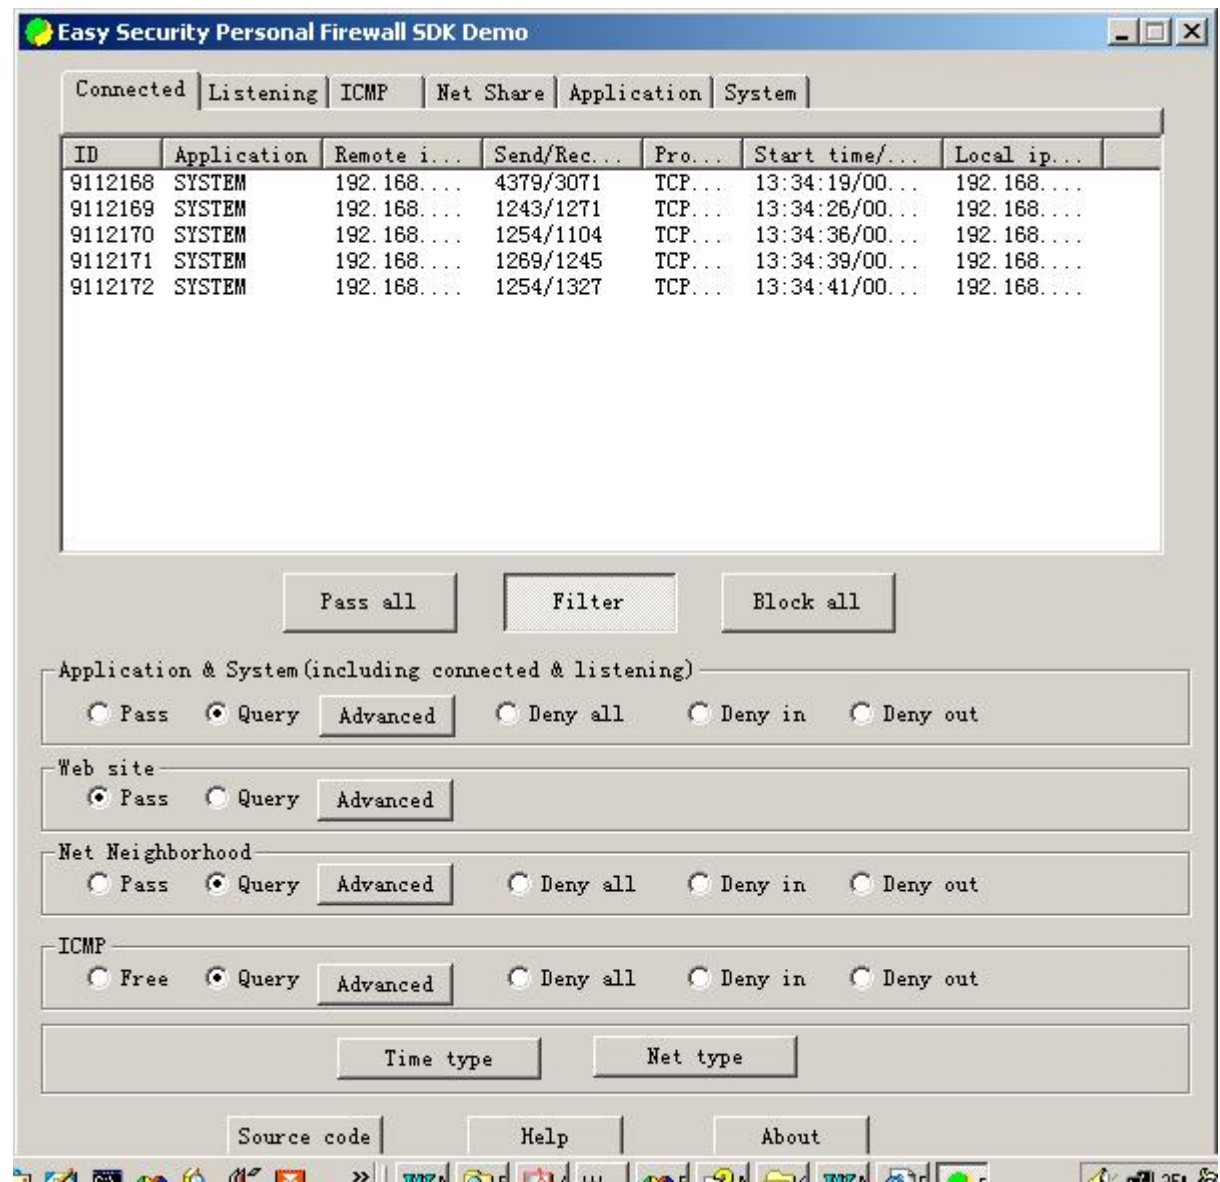 Easy Security Personal Firewall SDK Demo
Connected Listening ICMP Net Share Application System
ID Application Remote i... Send/Rec... Pro... Start time/... Local ip...
9112168 SYSTEM 192.168.... 4379/3071 TCP... 13:34:19/00... 192.168....
9112169 SYSTEM 192.168.... 1243/1271 TCP... 13:34:26/00... 192.168....
9112170 SYSTEM 192.168.... 1254/1104 TCP... 13:34:36/00... 192.168....
9112171 SYSTEM 192.168.... 1269/1245 TCP... 13:34:39/00... 192.168....
9112172 SYSTEM 192.168.... 1254/1327 TCP... 13:34:41/00... 192.168....
Pass all Filter Block all
Application & System(including connected & listening)
Pass Query Advanced Deny all Deny in Deny out
Web site
Pass Query Advanced
Net Neighborhood
Pass Query Advanced Deny all Deny in Deny out
ICMP
Free Query Advanced Deny all Deny in Deny out
Time type Net type
Source code Help About